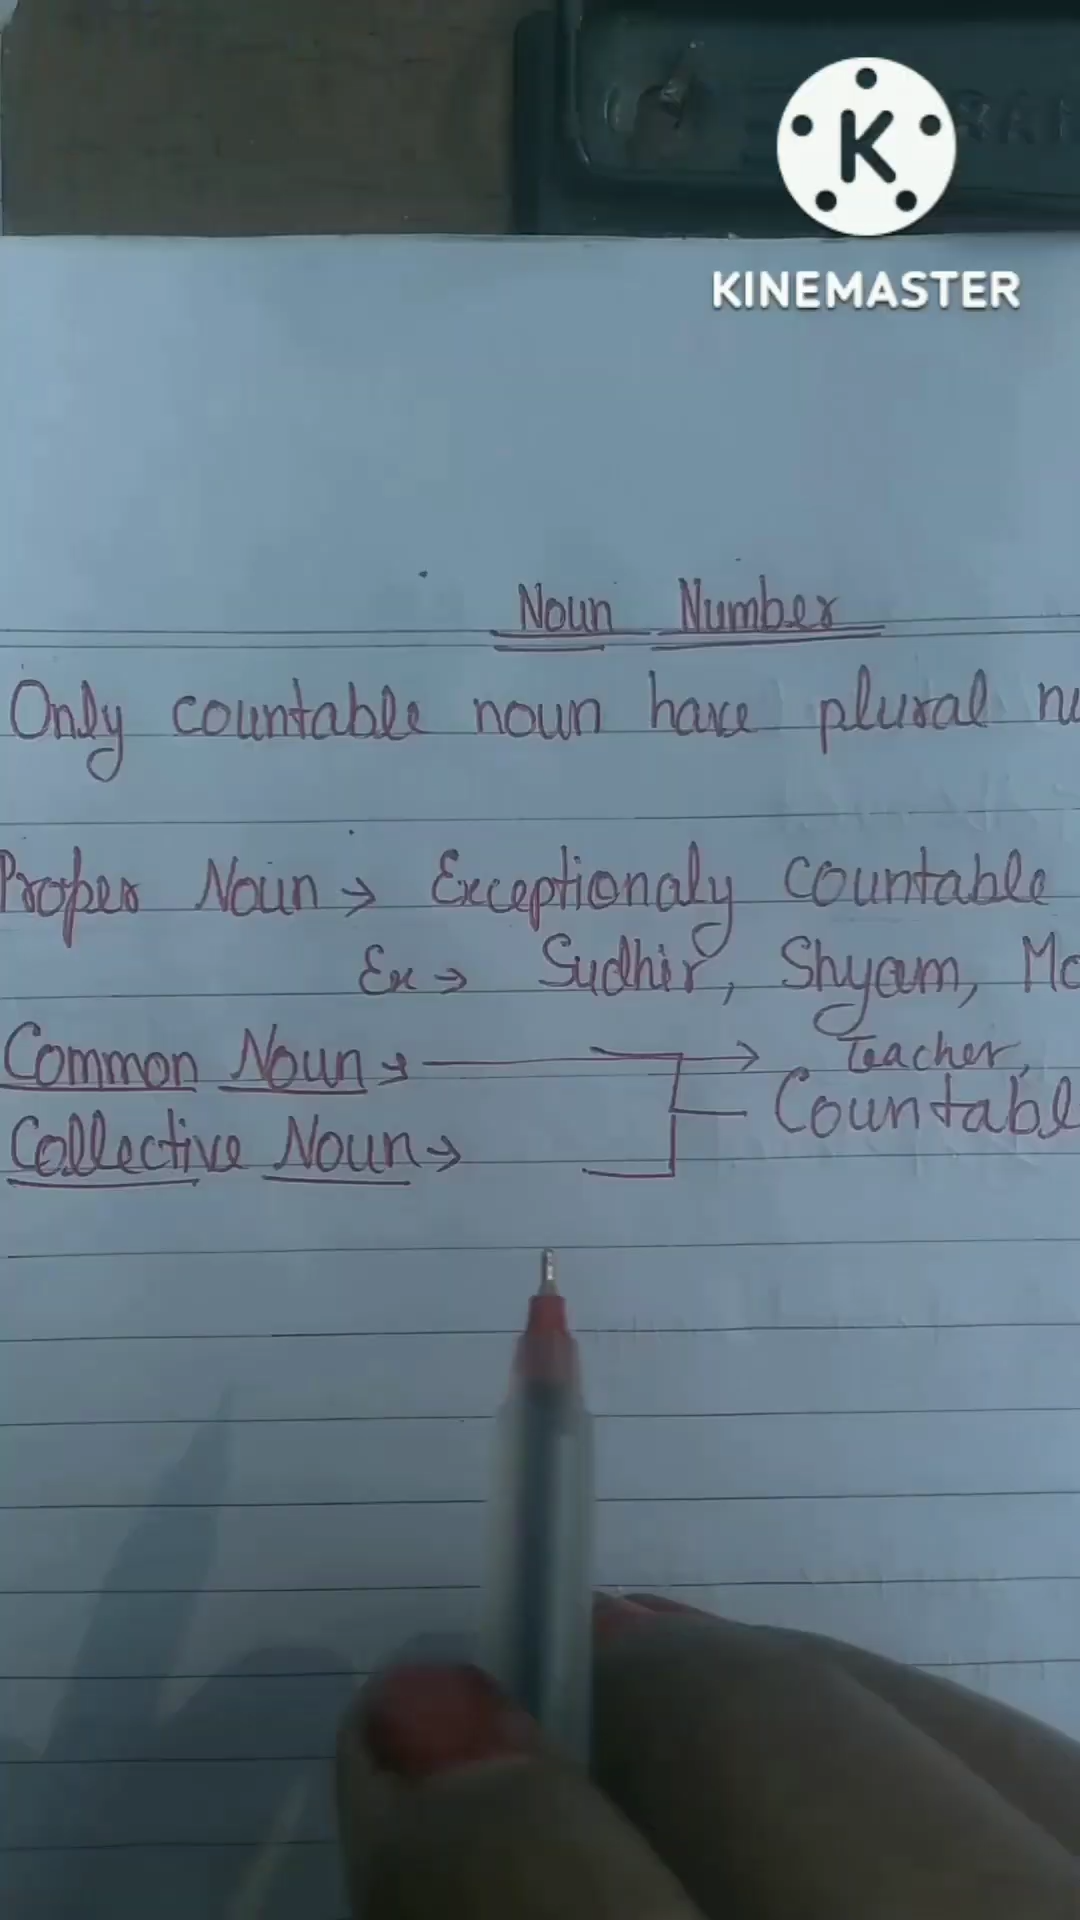 K
KINEMASTER
Noun Number
Only countable noun have plural
Proper Noun → Exceptionaly countable
Ex → Sudhir, Shyam,
Common Noun → → Teacher,
Countabl
Collective Noun →